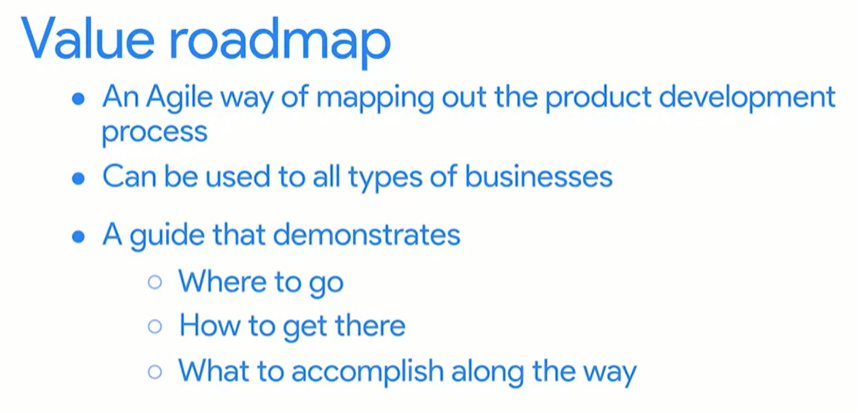 Value roadmap
● An Agile way of mapping out the product development
process
● Can be used to all types of businesses
● A guide that demonstrates
○ Where to go
○ How to get there
○ What to accomplish along the way